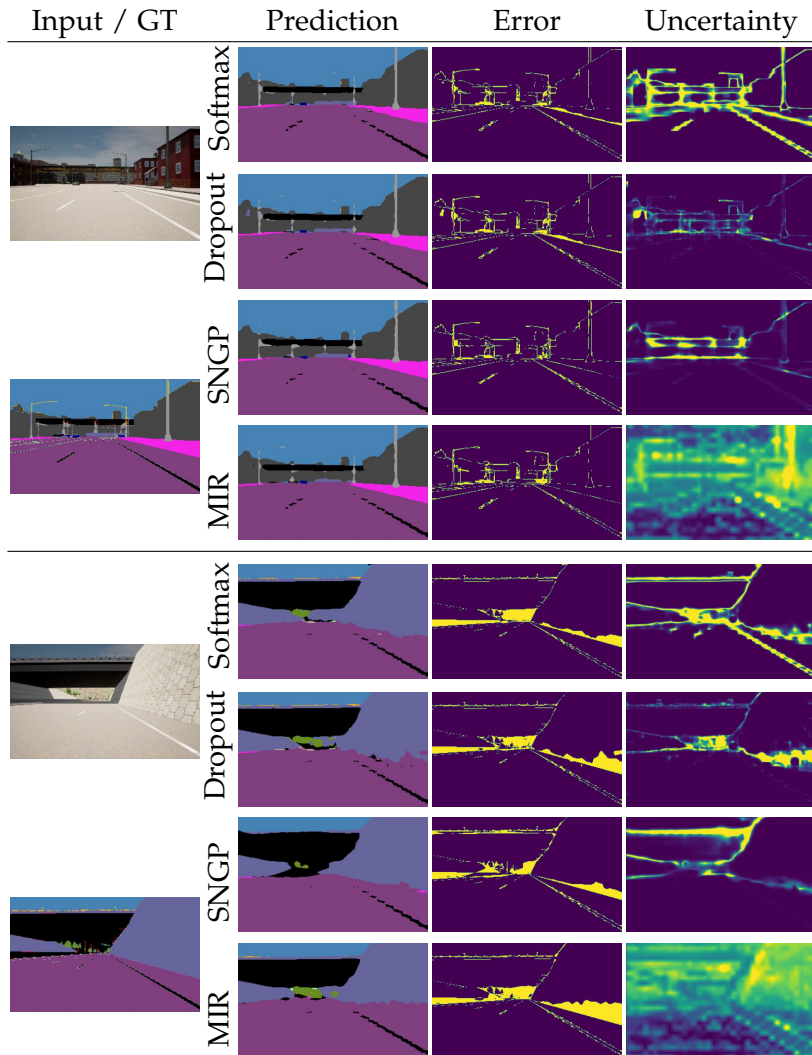 Input / GT Prediction Error Uncertainty
Softmax
Dropout
SNGP
MIR
Softmax
Dropout
SNGP
MIR